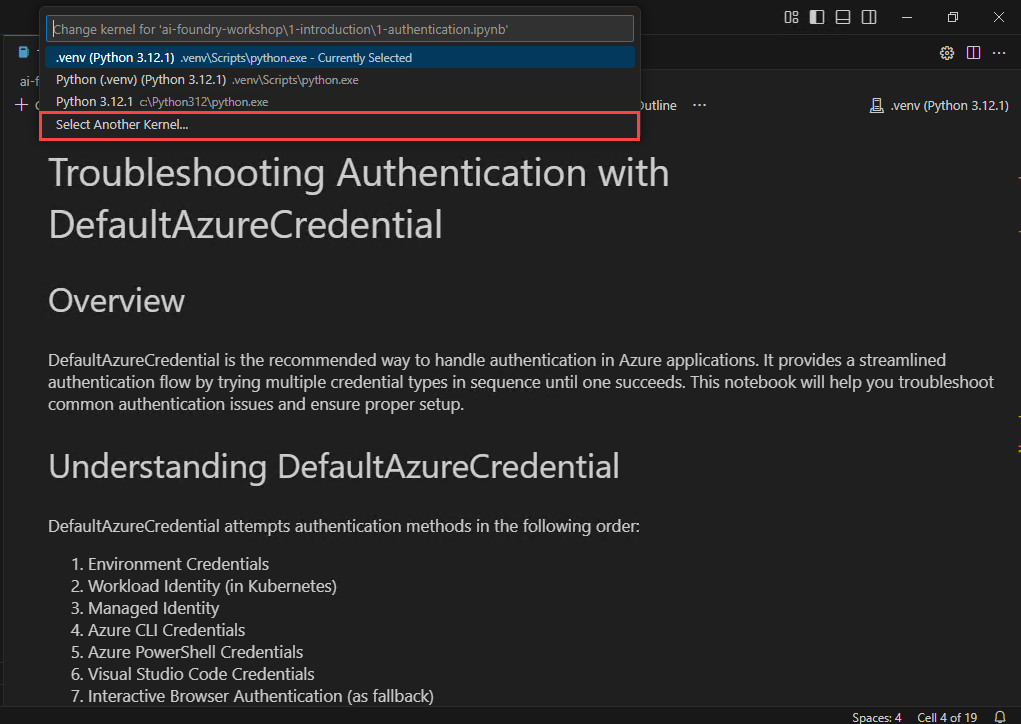 Change kernel for 'ai-foundry-workshop\1-introduction\1-authentication.ipynb'
.venv (Python 3.12.1) .venv\Scripts\python.exe - Currently Selected
Python (.venv) (Python 3.12.1) .venv\Scripts\python.exe
Python 3.12.1 c:\Python312\python.exe
Select Another Kernel...
ai-f
Outline ···
.venv (Python 3.12.1)
Troubleshooting Authentication with
DefaultAzureCredential
Overview
DefaultAzureCredential is the recommended way to handle authentication in Azure applications. It provides a streamlined
authentication flow by trying multiple credential types in sequence until one succeeds. This notebook will help you troubleshoot
common authentication issues and ensure proper setup.
Understanding DefaultAzureCredential
DefaultAzureCredential attempts authentication methods in the following order:
1. Environment Credentials
2. Workload Identity (in Kubernetes)
3. Managed Identity
4. Azure CLI Credentials
5. Azure PowerShell Credentials
6. Visual Studio Code Credentials
7. Interactive Browser Authentication (as fallback)
Spaces: 4 Cell 4 of 19